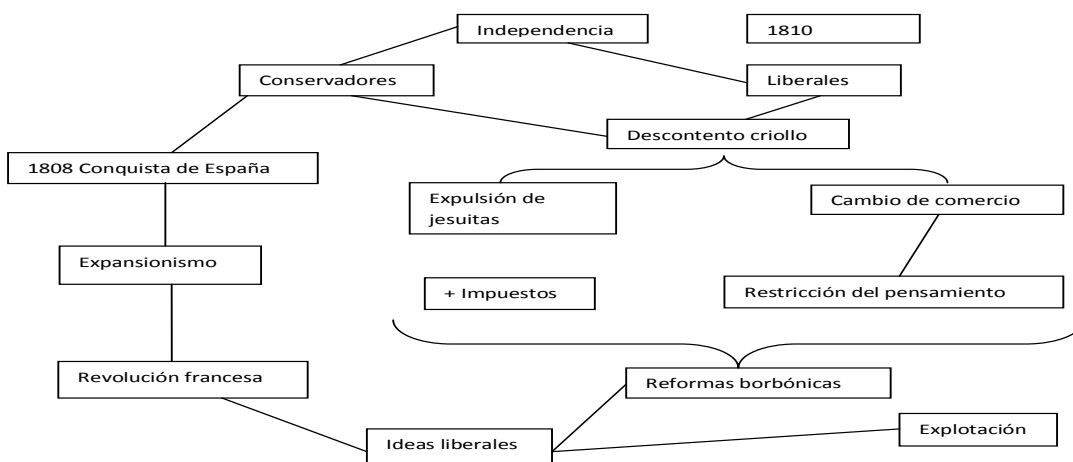 Independencia
1810
Conservadores
Liberales
Descontento criollo
1808 Conquista de España
Expulsión de
jesuitas
Cambio de comercio
Expansionismo
+ Impuestos
Restricción del pensamiento
Revolución francesa
Reformas borbónicas
Ideas liberales
Explotación